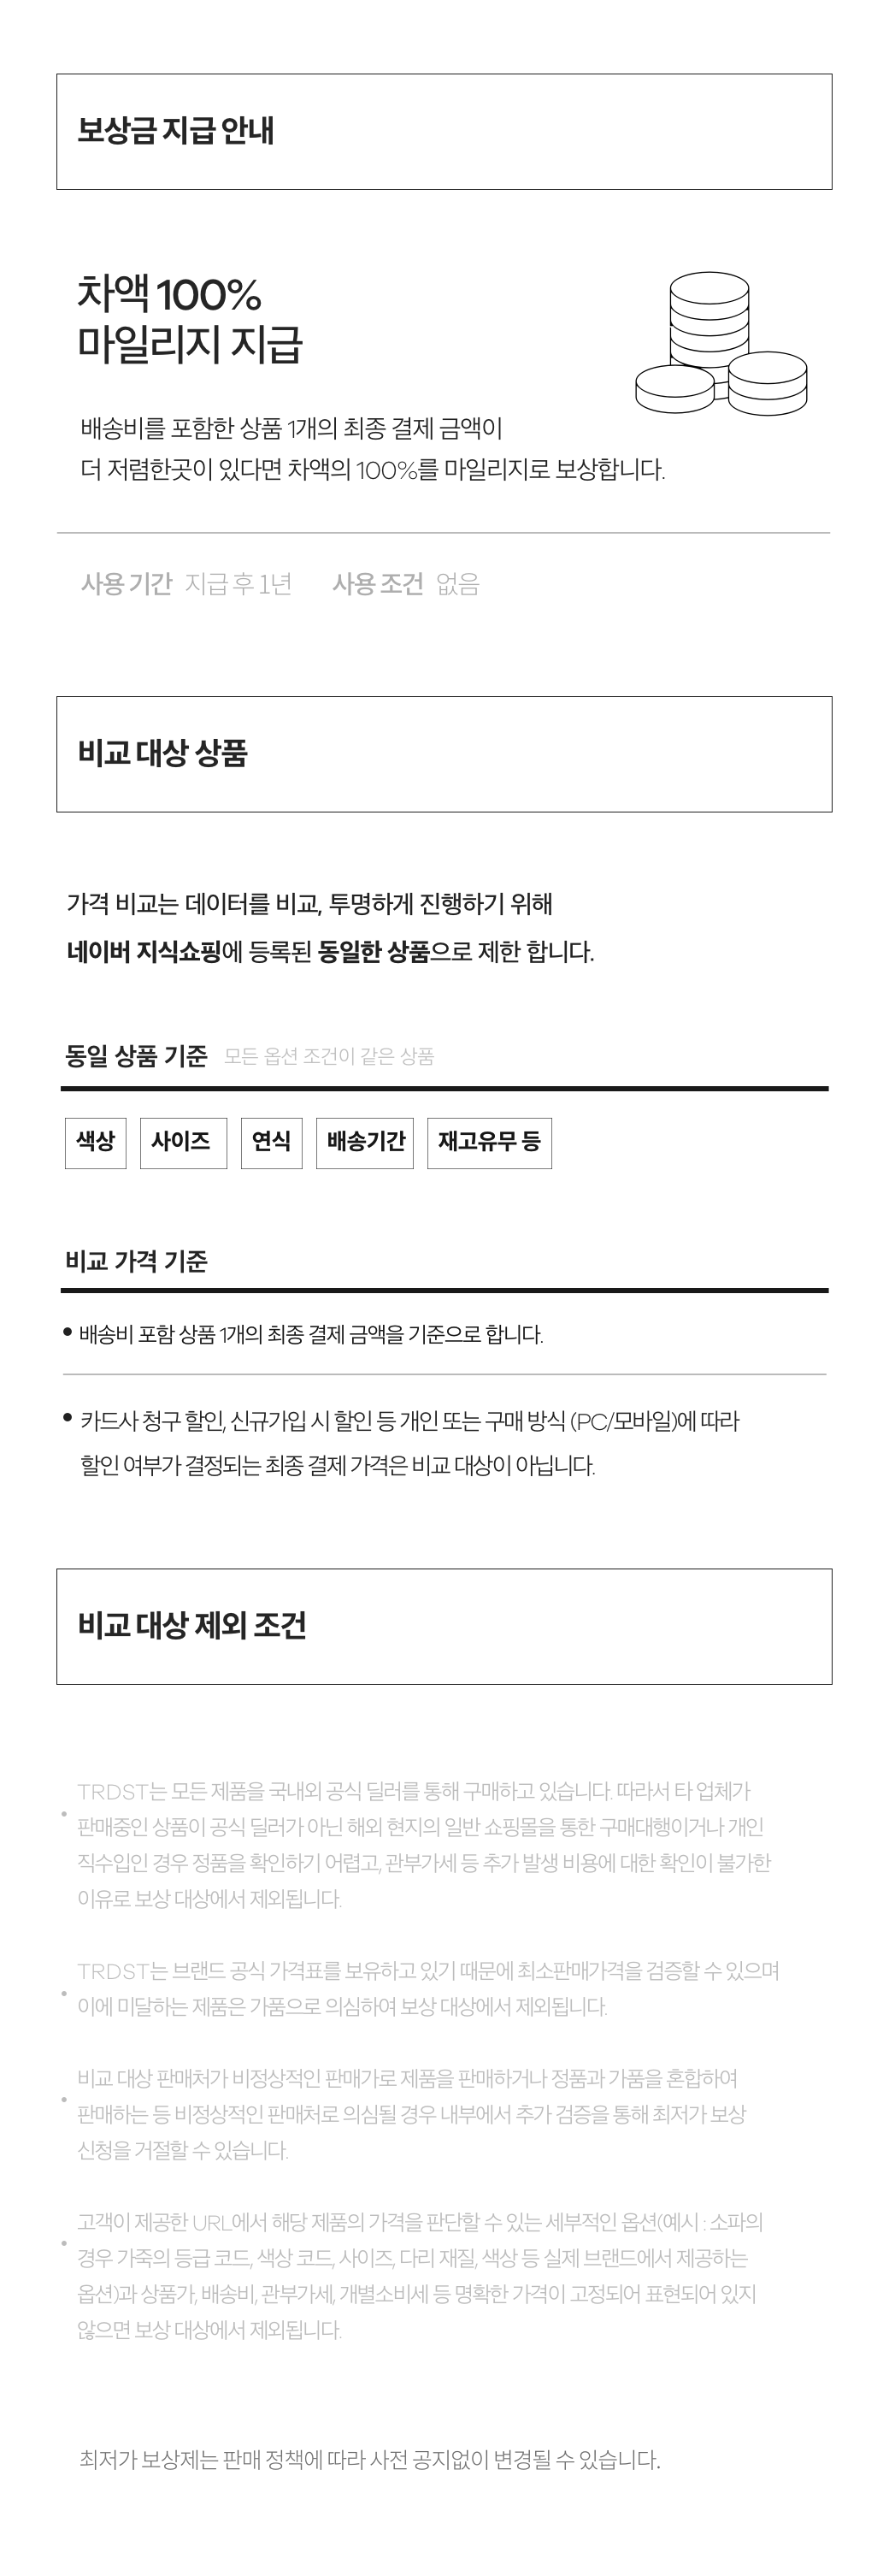 보상금 지급 안내
차액 100%
마일리지 지급
배송비를 포함한 상품 1개의 최종 결제 금액이
더 저렴한곳이 있다면 차액의 100%를 마일리지로 보상합니다.
사용 기간 지급 후 1년 사용 조건 없음
비교 대상 상품
가격 비교는 데이터를 비교, 투명하게 진행하기 위해
네이버 지식쇼핑에 등록된 동일한 상품으로 제한 합니다.
동일 상품 기준 모든 옵션 조건이 같은 상품
색상 사이즈 연식 배송기간 재고유무 등
비교 가격 기준
• 배송비 포함 상품 1개의 최종 결제 금액을 기준으로 합니다.
• 카드사 청구 할인, 신규가입 시 할인 등 개인 또는 구매 방식 (PC/모바일)에 따라
할인 여부가 결정되는 최종 결제 가격은 비교 대상이 아닙니다.
비교 대상 제외 조건
TRDST는 모든 제품을 국내외 공식 딜러를 통해 구매하고 있습니다. 따라서 타 업체가
• 판매중인 상품이 공식 딜러가 아닌 해외 현지의 일반 쇼핑몰을 통한 구매대행이거나 개인
직수입인 경우 정품을 확인하기 어렵고, 관부가세 등 추가 발생 비용에 대한 확인이 불가한
이유로 보상 대상에서 제외됩니다.
TRDST는 브랜드 공식 가격표를 보유하고 있기 때문에 최소판매가격을 검증할 수 있으며
• 이에 미달하는 제품은 가품으로 의심하여 보상 대상에서 제외됩니다.
비교 대상 판매처가 비정상적인 판매가로 제품을 판매하거나 정품과 가품을 혼합하여
• 판매하는 등 비정상적인 판매처로 의심될 경우 내부에서 추가 검증을 통해 최저가 보상
신청을 거절할 수 있습니다.
고객이 제공한 URL에서 해당 제품의 가격을 판단할 수 있는 세부적인 옵션(예시 : 소파의
• 경우 가죽의 등급 코드, 색상 코드, 사이즈, 다리 재질, 색상 등 실제 브랜드에서 제공하는
옵션)과 상품가, 배송비, 관부가세, 개별소비세 등 명확한 가격이 고정되어 표현되어 있지
않으면 보상 대상에서 제외됩니다.
최저가 보상제는 판매 정책에 따라 사전 공지없이 변경될 수 있습니다.